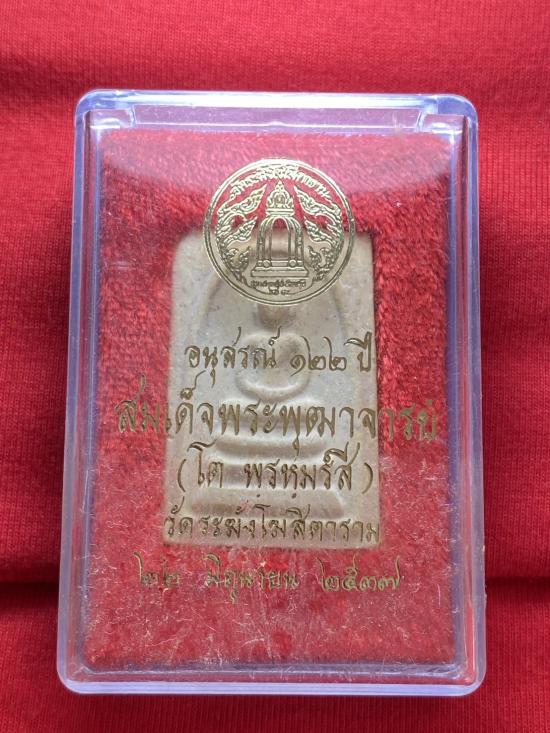 อนุสรณ์ ๑๒๒ ปี
สมเด็จพระพุฒาจารย์
(โต พฺรหฺมรํสี)
วัดระฆังโฆสิตาราม
๒๒ มิถุนายน ๒๕๓๗